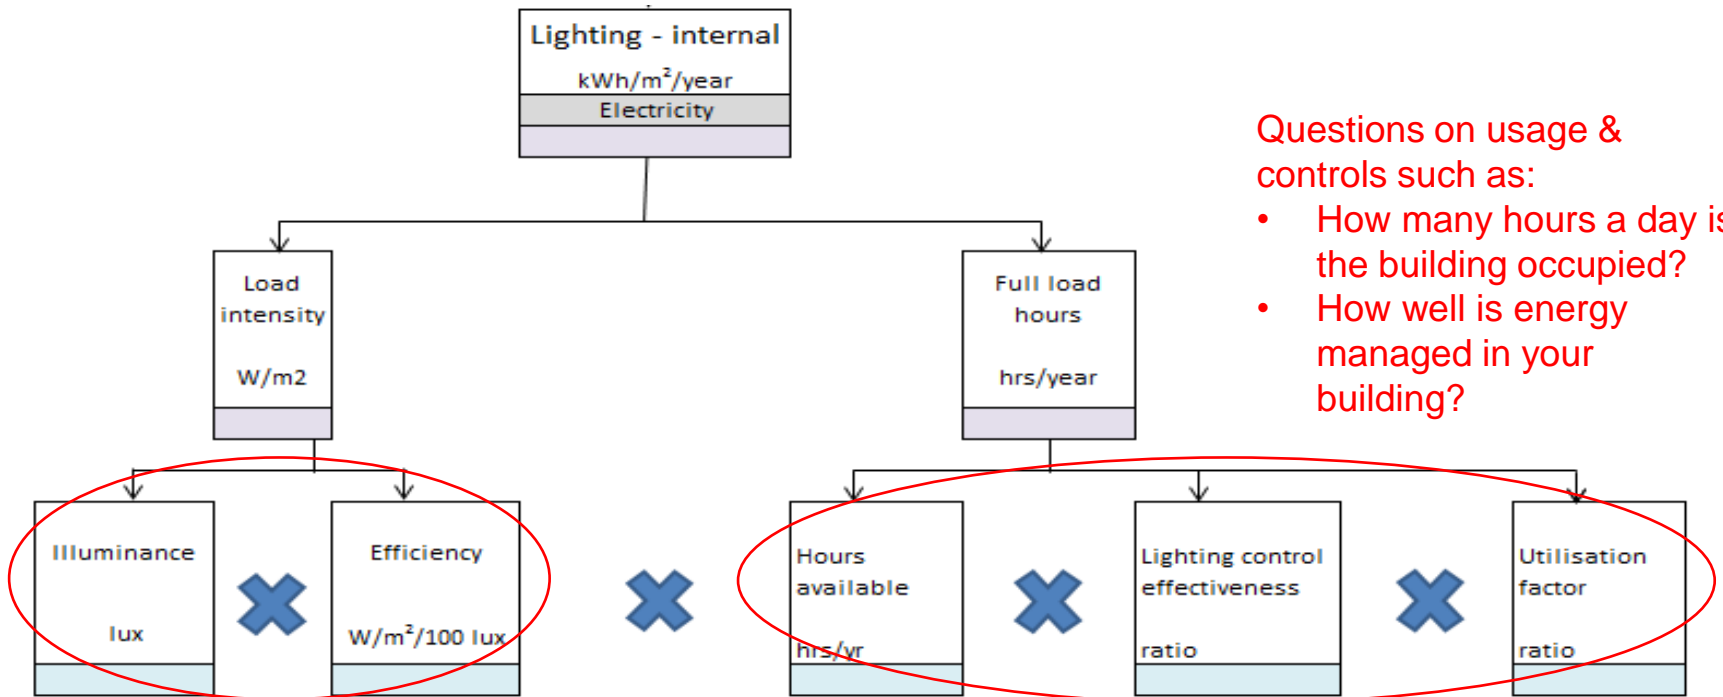 Lighting - internal
kWh/m²/year
Electricity
Questions on usage &
controls such as:
• How many hours a day is
the building occupied?
• How well is energy
managed in your
building?
Load
intensity
W/m2
Full load
hours
hrs/year
Illuminance
lux
Efficiency
W/m²/100 lux
Hours
available
hrs/yr
Lighting control
effectiveness
ratio
Utilisation
factor
ratio